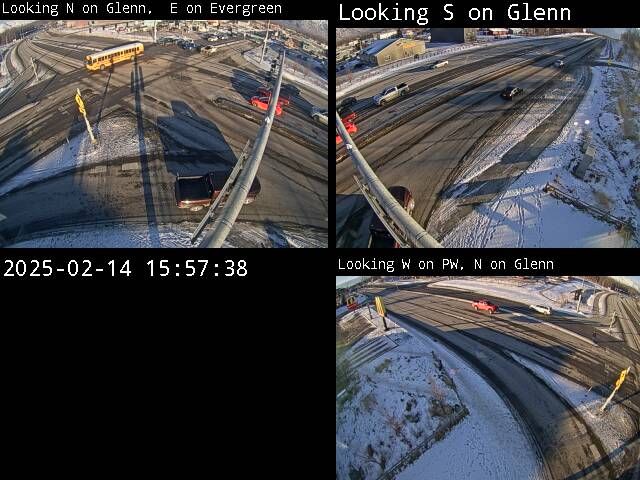 Looking N on Glenn,  E on Evergreen
Looking S on Glenn
2025-02-14 15:57:38
Looking W on PW, N on Glenn